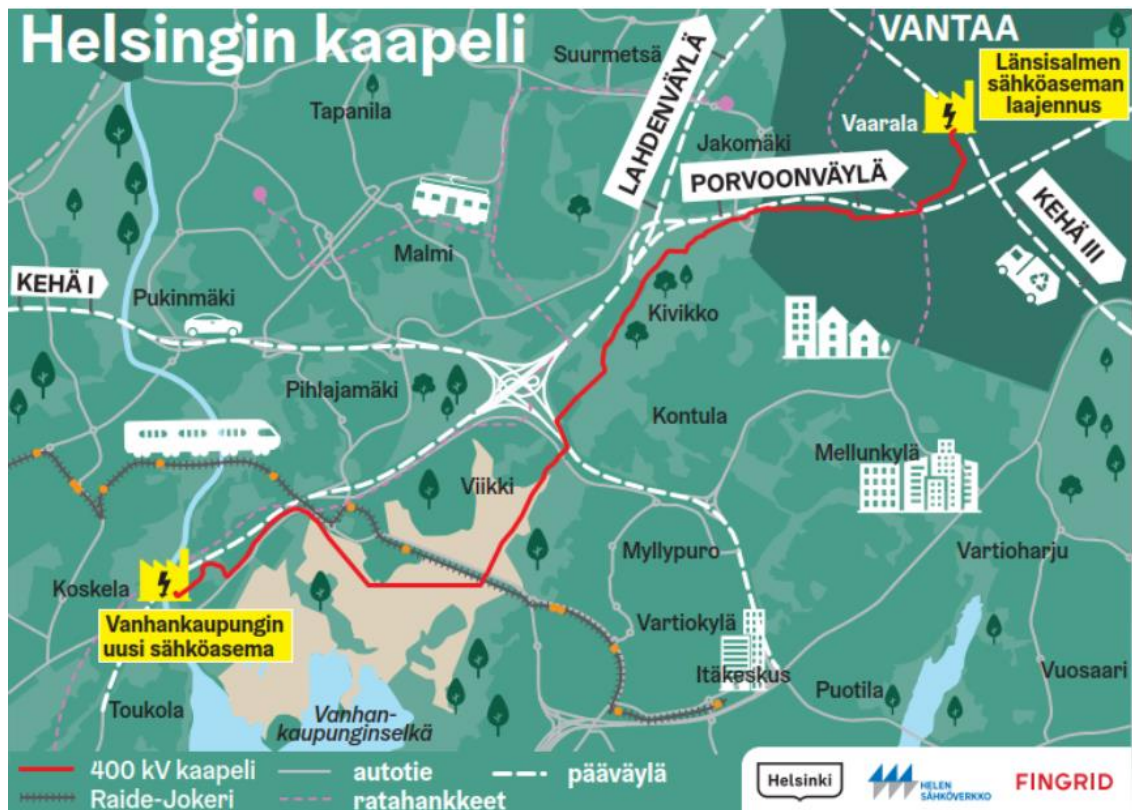 Helsingin kaapeli
VANTAA
Suurmetsä
LAHDENVÄYLÄ
Länsisalmen
sähköaseman
laajennus
Tapanila
Vaarala
Jakomäki
PORVOONVÄYLÄ
KEHÄ III
Malmi
KEHÄ I
Pukinmäki
Kivikko
Pihlajamäki
Kontula
Mellunkylä
Viikki
Myllypuro
Vartioharju
Koskela
Vanhankaupungin
uusi sähköasema
Vartiokylä
Itäkeskus
Vuosaari
Puotila
Toukola
Vanhan-
kaupunginselkä
400 kV kaapeli
autotie
pääväylä
Raide-Jokeri
ratahankkeet
Helsinki
HELEN
SÄHKÖVERKKO
FINGRID